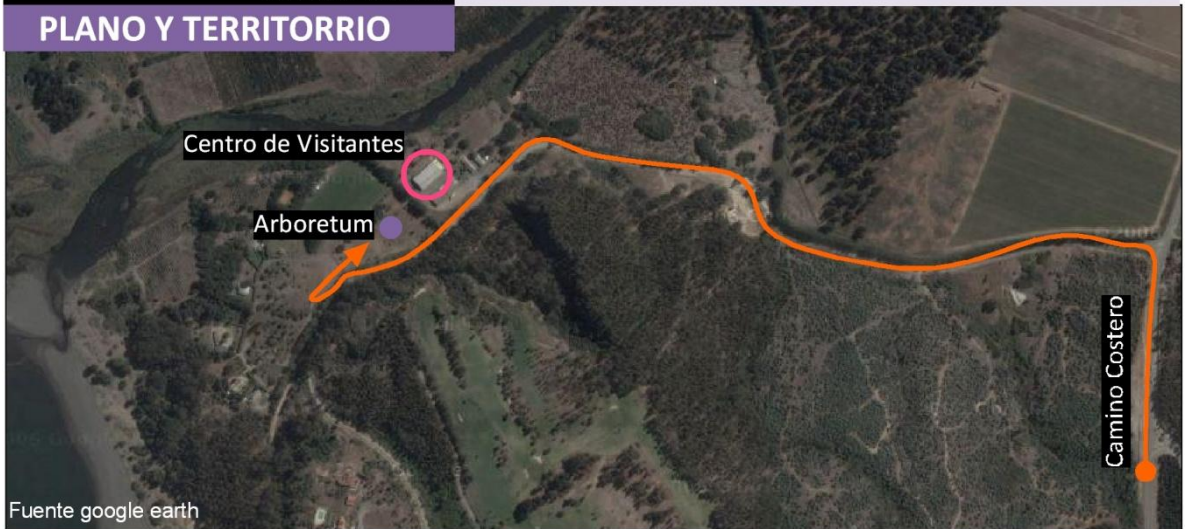 PLANO Y TERRITORRIO
Centro de Visitantes
Arboretum
Camino Costero
Fuente google earth